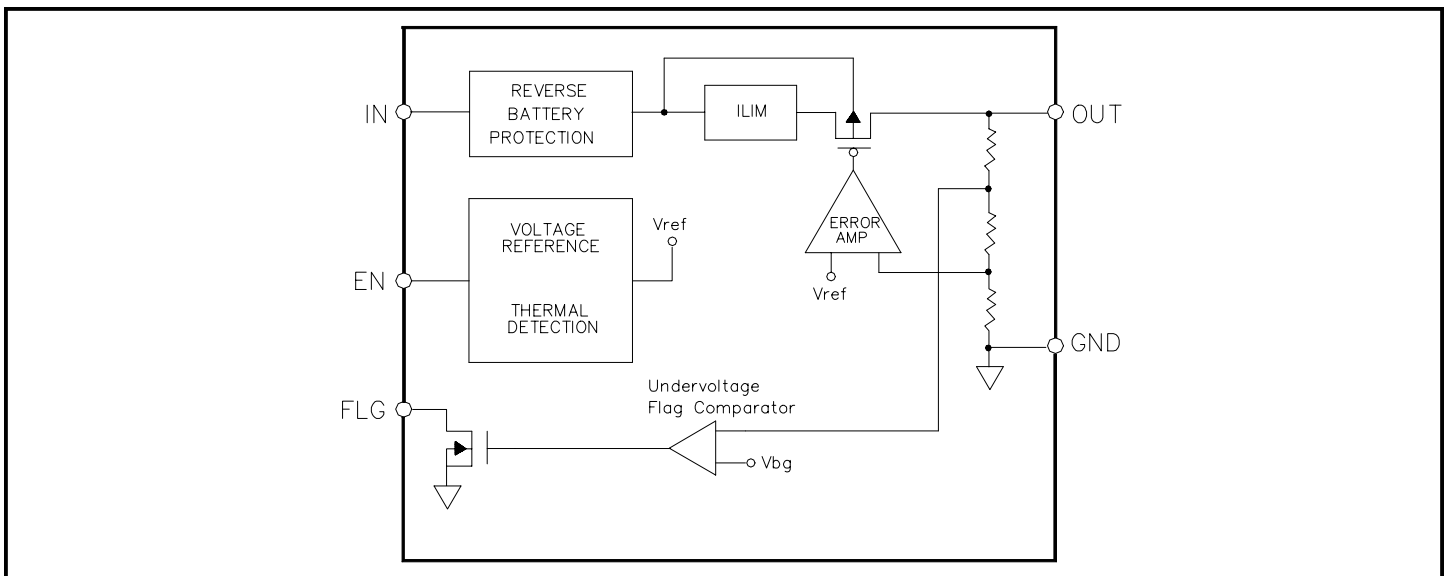 IN
REVERSE
BATTERY
PROTECTION
ILIM
OUT
VOLTAGE
REFERENCE
Vref
ERROR
AMP
EN
Vref
THERMAL
DETECTION
GND
Undervoltage
Flag Comparator
FLG
Vbg